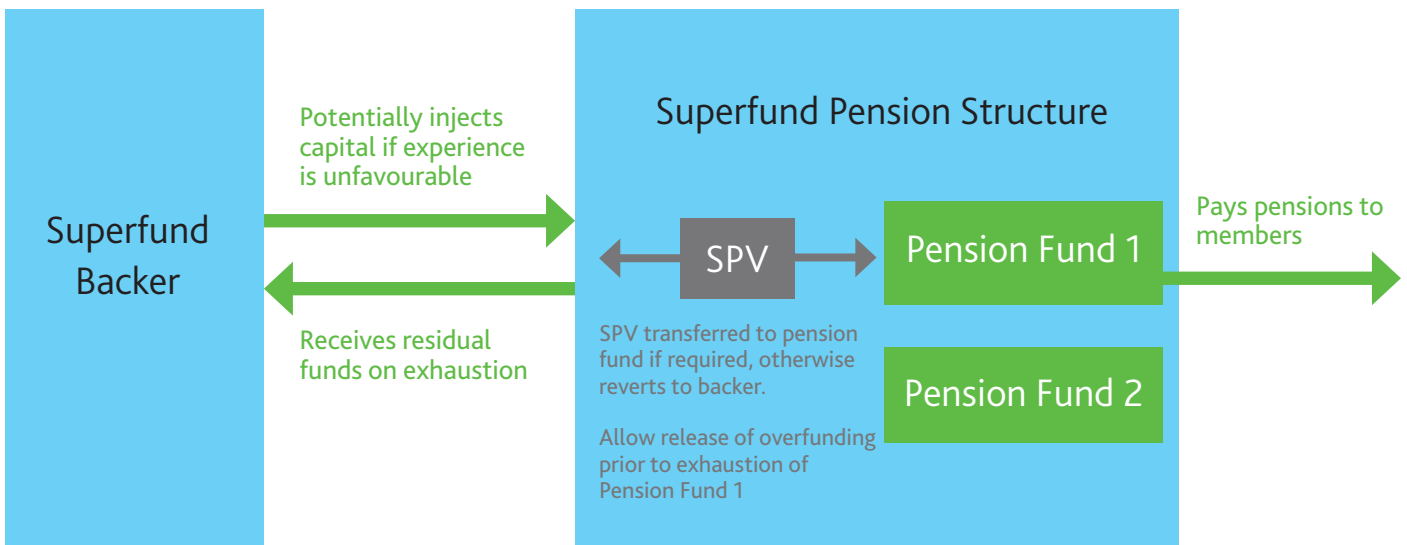 Superfund
Backer
Potentially injects
capital if experience
is unfavourable
Receives residual
funds on exhaustion
Superfund Pension Structure
SPV
SPV transferred to pension
fund if required, otherwise
reverts to backer.
Allow release of overfunding
prior to exhaustion of
Pension Fund 1
Pension Fund 1
Pension Fund 2
Pays pensions to
members